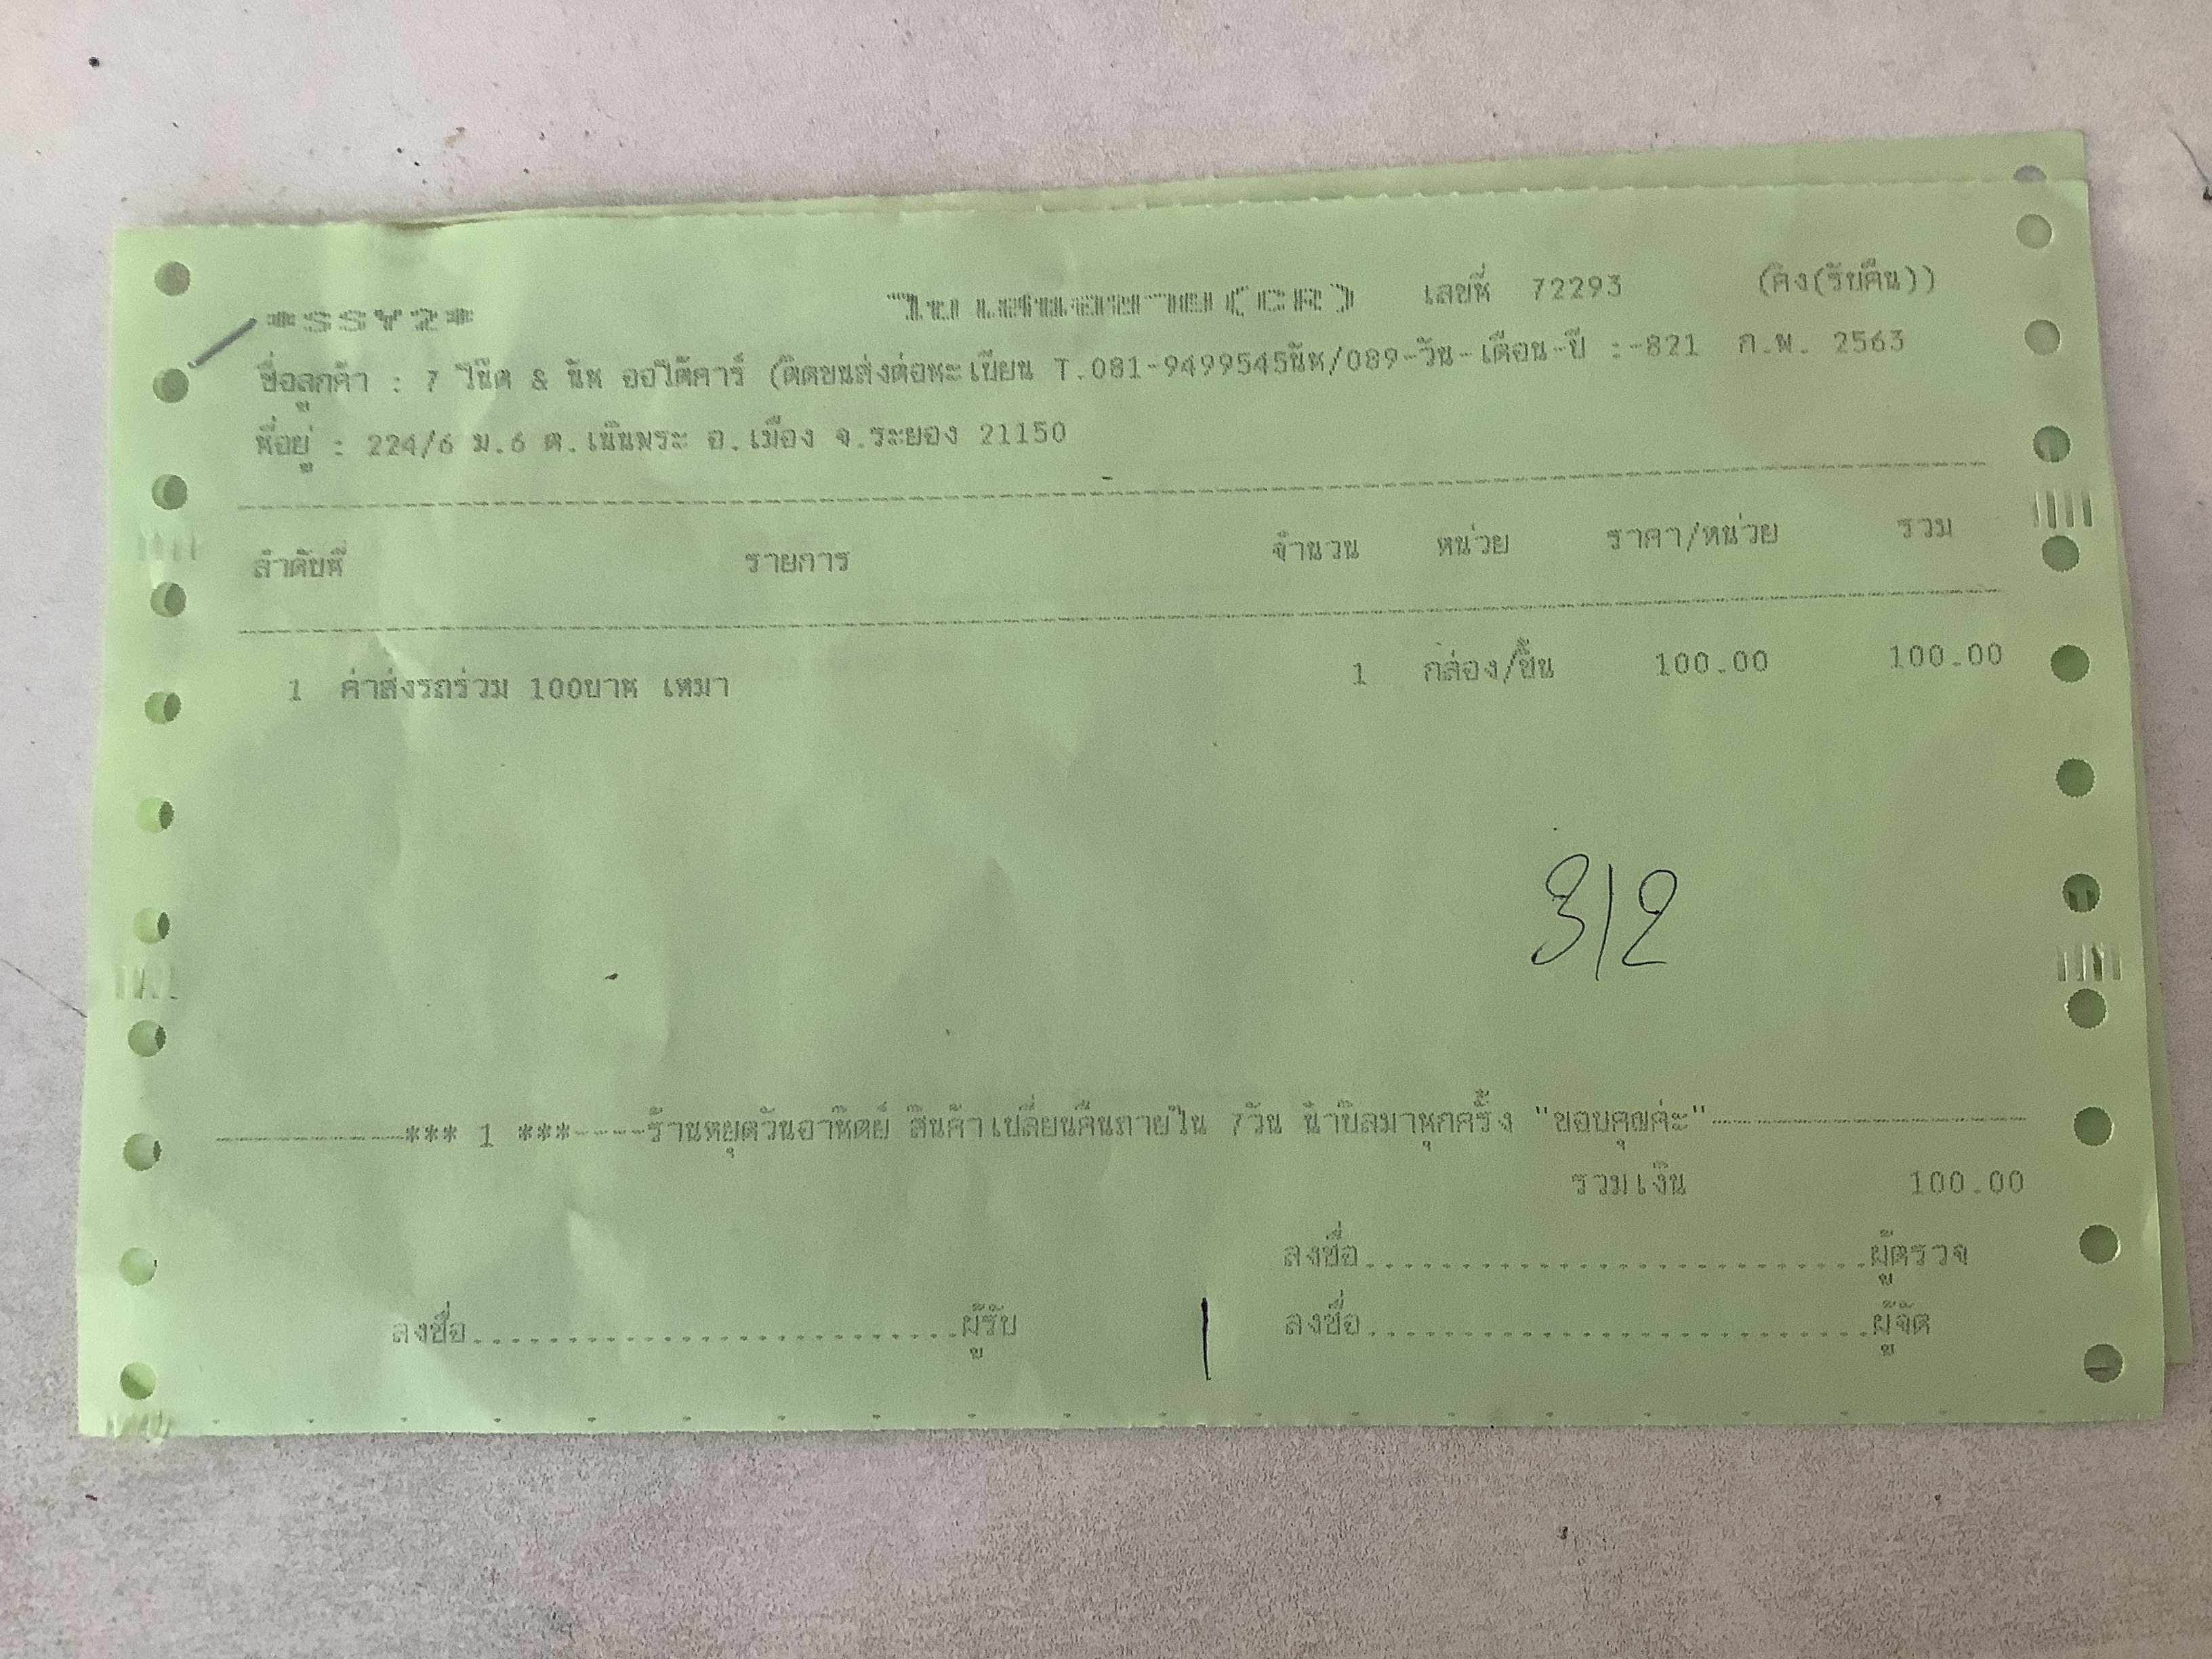 *SSY2* (CR) เลขที่ 72293 (คิง(รับคืน))
ชื่อลูกค้า : 7 โน๊ต & นัท ออโต้คาร์ (ติดขนส่งต่อทะเบียน T.081-9499545นัท/089-วัน-เดือน-ปี :-821 ก.พ. 2563
ที่อยู่ : 224/6 ม.6 ต.เนินพระ อ.เมือง จ.ระยอง 21150
ลำดับที่ รายการ จำนวน หน่วย ราคา/หน่วย รวม
1 ค่าส่งรถร่วม 100บาท เหมา 1 กล่อง/ชิ้น 100.00 100.00
3/2
*** 1 ***----ร้านหยุดวันอาทิตย์ สินค้าเปลี่ยนคืนภายใน 7วัน นำบิลมาทุกครั้ง "ขอบคุณค่ะ"
รวมเงิน 100.00
ลงชื่อ...........................ผู้ตรวจ
ลงชื่อ..........................ผู้รับ ลงชื่อ...........................ผู้จัด